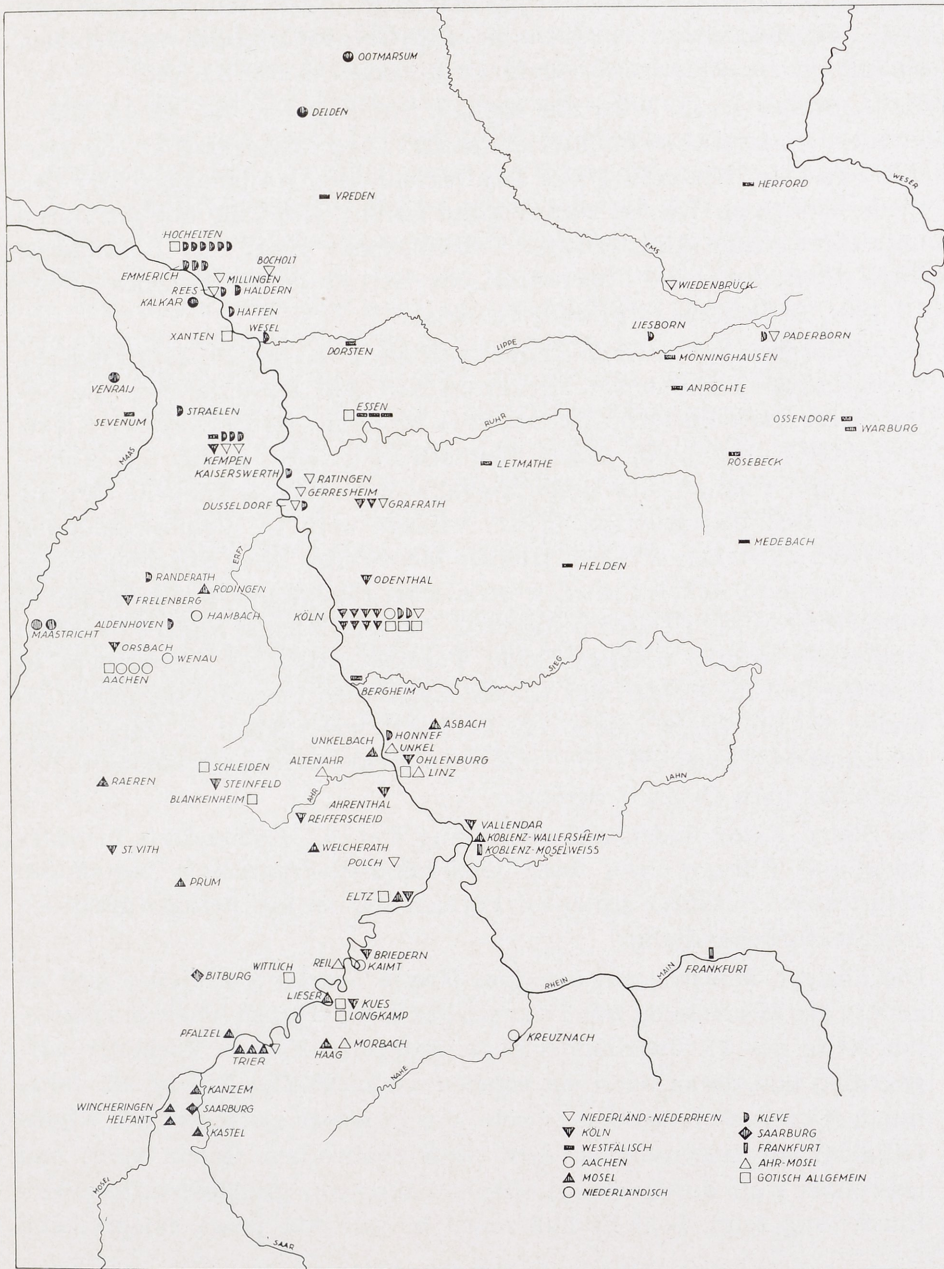 OOTMARSUM
DELDEN
VREDEN
HERFORD
WESER
HOCHELTEN
EMS
BOCHOLT
EMMERICH
MILLINGEN
WIEDENBRÜCK
REES
HALDERN
KALKAR
HAFFEN
XANTEN
WESEL
LIESBORN
PADERBORN
DORSTEN
LIPPE
MÖNNINGHAUSEN
VENRAIJ
ANRÖCHTE
SEVENUM
STRAELEN
ESSEN
RUHR
OSSENDORF
WARBURG
MAAS
KEMPEN
LETMATHE
RÖSEBECK
KAISERSWERTH
RATINGEN
GERRESHEIM
DUSSELDORF
GRAFRATH
MEDEBACH
ERFT
HELDEN
RANDERATH
ODENTHAL
RÖDINGEN
FRELENBERG
HAMBACH
KÖLN
MAASTRICHT
ALDENHOVEN
ORSBACH
WENAU
AACHEN
SIEG
BERGHEIM
ASBACH
HONNEF
UNKELBACH
UNKEL
ALTENAHR
OHLENBURG
SCHLEIDEN
LINZ
LAHN
RAEREN
STEINFELD
AHR
BLANKEINHEIM
AHRENTHAL
REIFFERSCHEID
VALLENDAR
KOBLENZ-WALLERSHEIM
ST. VITH
WELCHERATH
KOBLENZ-MOSELWEISS
POLCH
PRUM
ELTZ
BRIEDERN
REIL
KAIMT
FRANKFURT
MAIN
BITBURG
WITTLICH
RHEIN
LIESER
KUES
LONGKAMP
PFALZEL
KREUZNACH
TRIER
HAAG
MORBACH
NAHE
KANZEM
WINCHERINGEN
SAARBURG
HELFANT
KASTEL
MOSEL
SAAR
NIEDERLAND-NIEDERRHEIN
KÖLN
WESTFÄLISCH
AACHEN
MOSEL
NIEDERLÄNDISCH
KLEVE
SAARBURG
FRANKFURT
AHR-MOSEL
GOTISCH ALLGEMEIN